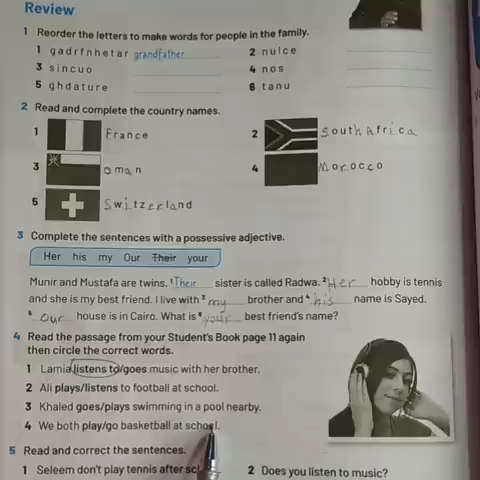 Review
1 Reorder the letters to make words for people in the family.
1 gadrfnhetar grandfather
2 nulce
3 sincuo
4 nos
5 ghdature
6 tanu
2 Read and complete the country names.
1 France
2 South Africa
3 Oman
4 Morocco
5 Switzerland
3 Complete the sentences with a possessive adjective.
Her his my Our Their your
Munir and Mustafa are twins. 1 Their sister is called Radwa. 2 Her hobby is tennis
and she is my best friend. I live with 3 my brother and 4 his name is Sayed.
5 Our house is in Cairo. What is 6 your best friend's name?
4 Read the passage from your Student's Book page 11 again
then circle the correct words.
1 Lamia listens to/goes music with her brother.
2 Ali plays/listens to football at school.
3 Khaled goes/plays swimming in a pool nearby.
4 We both play/go basketball at school.
5 Read and correct the sentences.
1 Seleem don't play tennis after
2 Does you listen to music?